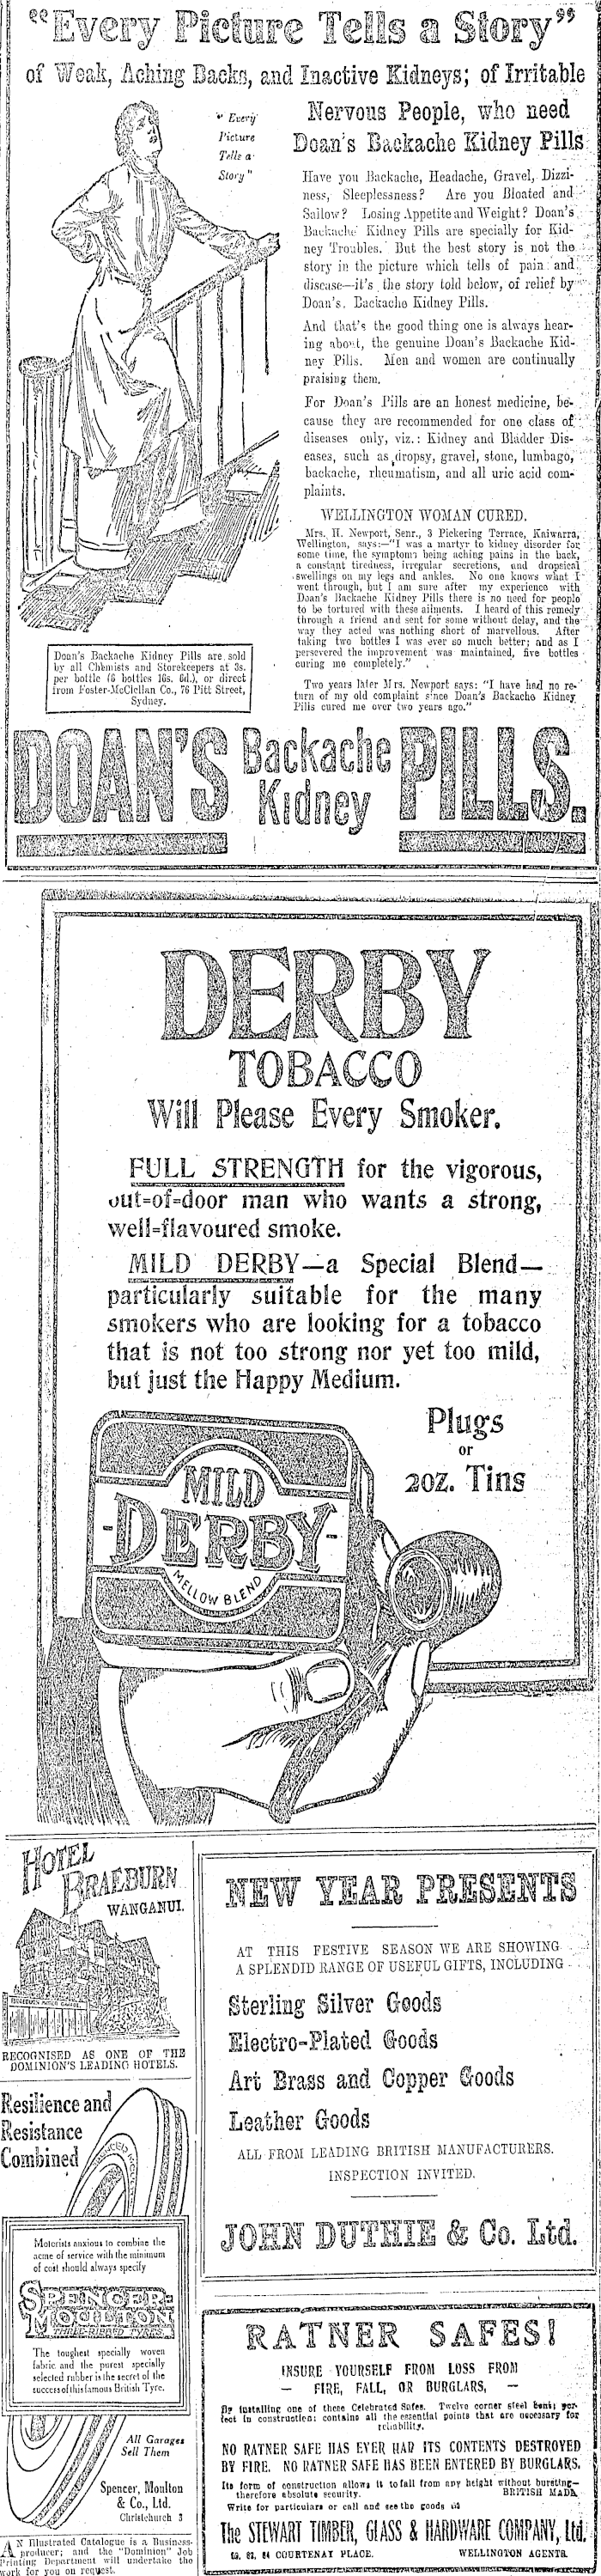 "Every Picture Tells a Story"
of Weak, Aching Backs, and Inactive Kidneys; of Irritable
Nervous People, who need
Doan's Backache Kidney Pills
"Every
Picture
Tells a
Story"
Have you Backache, Headache, Gravel, Dizzi-
ness, Sleeplessness? Are you Bloated and
Sallow? Losing Appetite and Weight? Doan's
Backache Kidney Pills are specially for Kid-
ney Troubles. But the best story is not the
story in the picture which tells of pain and
disease—it's the story told below, of relief by
Doan's Backache Kidney Pills.
And that's the good thing one is always hear-
ing about, the genuine Doan's Backache Kid-
ney Pills. Men and women are continually
praising them.
For Doan's Pills are an honest medicine, be-
cause they are recommended for one class of
diseases only, viz.: Kidney and Bladder Dis-
eases, such as dropsy, gravel, stone, lumbago,
backache, rheumatism, and all uric acid com-
plaints.
WELLINGTON WOMAN CURED.
Mrs. H. Newport, Senr., 3 Pickering Terrace, Kaiwarra,
Wellington, says:—"I was a martyr to kidney disorder for
some time, the symptoms being aching pains in the back,
a constant tiredness, irregular secretions, and dropsical
swellings on my legs and ankles. No one knows what I
went through, but I am sure after my experience with
Doan's Backache Kidney Pills there is no need for people
to be tortured with these ailments. I heard of this remedy
through a friend and sent for some without delay, and the
way they acted was nothing short of marvellous. After
taking two bottles I was ever so much better; and as I
persevered the improvement was maintained, five bottles
curing me completely."
Two years later Mrs. Newport says: "I have had no re-
turn of my old complaint since Doan's Backache Kidney
Pills cured me over two years ago."
Doan's Backache Kidney Pills are sold
by all Chemists and Storekeepers at 3s.
per bottle (6 bottles 16s. 6d.), or direct
from Foster-McClellan Co., 76 Pitt Street,
Sydney.
DOAN'S Backache Kidney PILLS.
DERBY
TOBACCO
Will Please Every Smoker.
FULL STRENGTH for the vigorous,
out-of-door man who wants a strong,
well-flavoured smoke.
MILD DERBY—a Special Blend—
particularly suitable for the many
smokers who are looking for a tobacco
that is not too strong nor yet too mild,
but just the Happy Medium.
Plugs
or
2oz. Tins
MILD
-DERBY-
MELLOW BLEND
HOTEL
BRAEBURN
WANGANUI.
RECOGNISED AS ONE OF THE
DOMINION'S LEADING HOTELS.
Resilience and
Resistance
Combined
Motorists anxious to combine the
acme of service with the minimum
of cost should always specify
SPENCER-
MOULTON
The toughest specially woven
fabric and the purest specially
selected rubber is the secret of the
success of this famous British Tyre.
All Garages
Sell Them
Spencer, Moulton
& Co., Ltd.
Christchurch 3
AN Illustrated Catalogue is a Business-
producer; and the "Dominion" Job
Printing Department will undertake the
work for you on request.
NEW YEAR PRESENTS
AT THIS FESTIVE SEASON WE ARE SHOWING
A SPLENDID RANGE OF USEFUL GIFTS, INCLUDING
Sterling Silver Goods
Electro-Plated Goods
Art Brass and Copper Goods
Leather Goods
ALL FROM LEADING BRITISH MANUFACTURERS.
INSPECTION INVITED.
JOHN DUTHIE & Co. Ltd.
RATNER SAFES!
INSURE YOURSELF FROM LOSS FROM
— FIRE, FALL, OR BURGLARS, —
By installing one of these Celebrated Safes. Twelve corner steel bent; per-
fect in construction: contains all the essential points that are necessary for
reliability.
NO RATNER SAFE HAS EVER HAD ITS CONTENTS DESTROYED
BY FIRE. NO RATNER SAFE HAS BEEN ENTERED BY BURGLARS.
Its form of construction allows it to fall from any height without bursting—
therefore absolute security. BRITISH MADE.
Write for particulars or call and see the goods at
The STEWART TIMBER, GLASS & HARDWARE COMPANY, Ltd.
COURTENAY PLACE. WELLINGTON AGENTS.